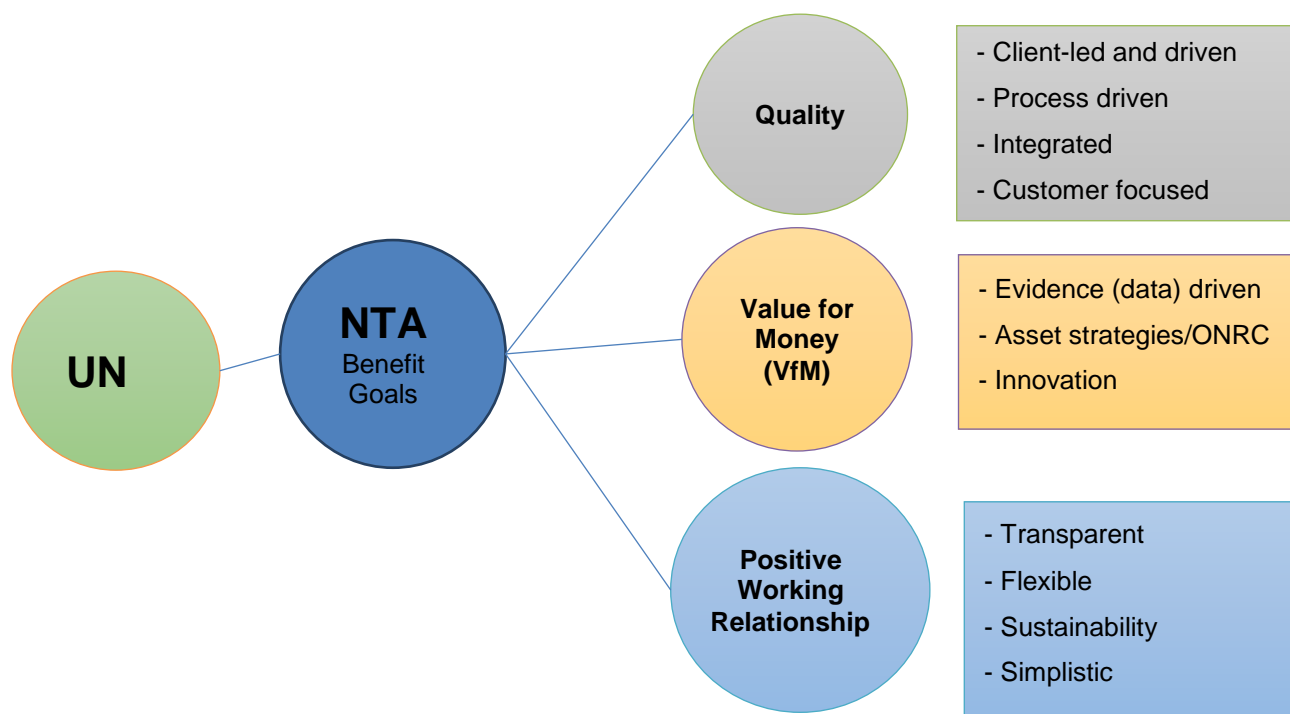 UN
NTA
Benefit
Goals
Quality
- Client-led and driven
- Process driven
- Integrated
- Customer focused
Value for
Money
(VfM)
- Evidence (data) driven
- Asset strategies/ONRC
- Innovation
Positive
Working
Relationship
- Transparent
- Flexible
- Sustainability
- Simplistic